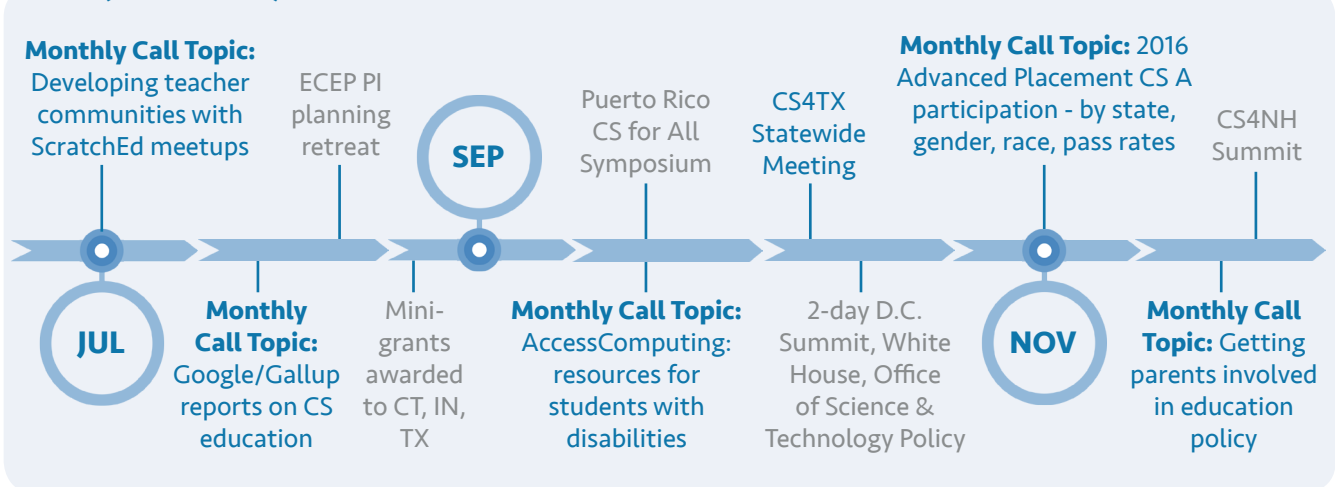 Monthly Call Topic:
Developing teacher
communities with
ScratchEd meetups
ECEP PI
planning
retreat
SEP
Puerto Rico
CS for All
Symposium
CS4TX
Statewide
Meeting
Monthly Call Topic: 2016
Advanced Placement CS A
participation - by state,
gender, race, pass rates
CS4NH
Summit
JUL
Monthly
Call Topic:
Google/Gallup
reports on CS
education
Mini-
grants
awarded
to CT, IN,
TX
Monthly Call Topic:
AccessComputing:
resources for
students with
disabilities
2-day D.C.
Summit, White
House, Office
of Science &
Technology Policy
NOV
Monthly Call
Topic: Getting
parents involved
in education
policy